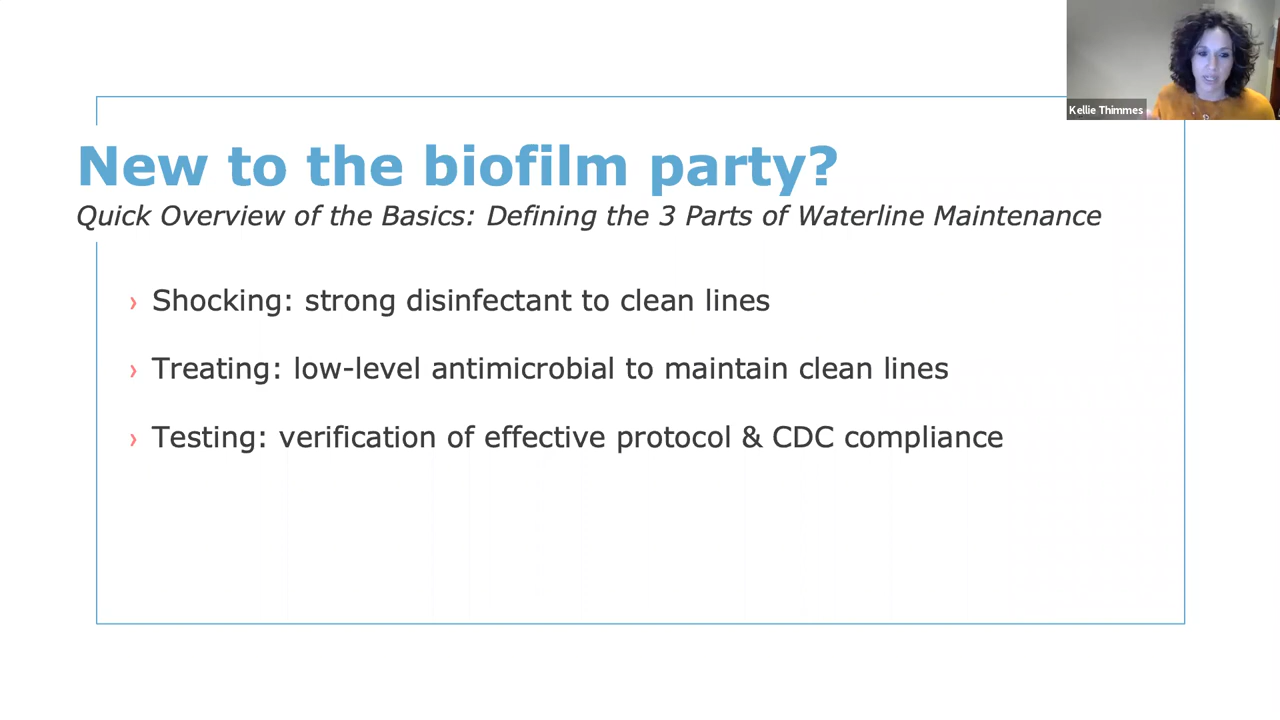 Kellie Thimmes
New to the biofilm party?
Quick Overview of the Basics: Defining the 3 Parts of Waterline Maintenance
› Shocking: strong disinfectant to clean lines
› Treating: low-level antimicrobial to maintain clean lines
› Testing: verification of effective protocol & CDC compliance